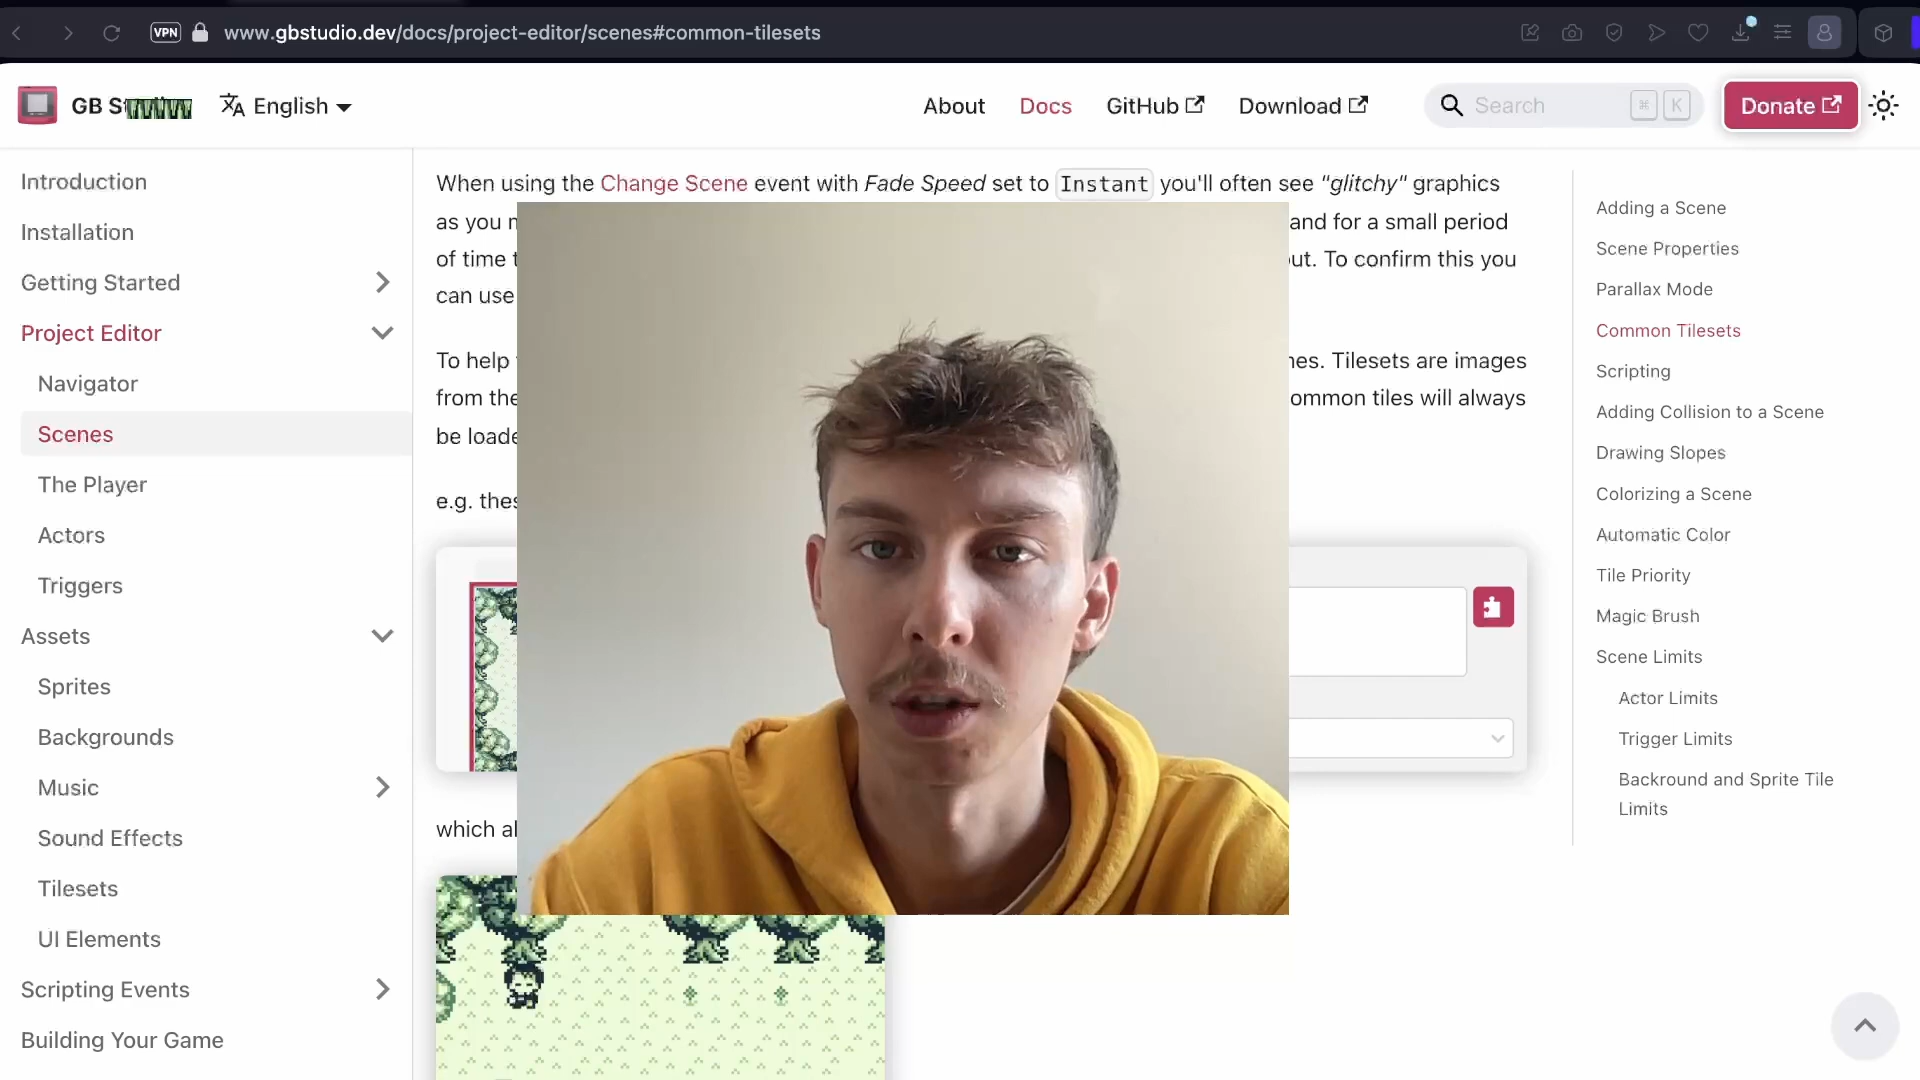 VPN www.gbstudio.dev/docs/project-editor/scenes#common-tilesets
GB
English
About
Docs
GitHub
Download
Search
⌘ K
Donate
Introduction
Installation
Getting Started
Project Editor
Navigator
Scenes
The Player
Actors
Triggers
Assets
Sprites
Backgrounds
Music
Sound Effects
Tilesets
UI Elements
Scripting Events
Building Your Game
When using the Change Scene event with Fade Speed set to Instant you'll often see "glitchy" graphics
as you and for a small period
of time To confirm this you
can use
To help Tilesets are images
from the tiles will always
be
e.g.
which
Adding a Scene
Scene Properties
Parallax Mode
Common Tilesets
Scripting
Adding Collision to a Scene
Drawing Slopes
Colorizing a Scene
Automatic Color
Tile Priority
Magic Brush
Scene Limits
Actor Limits
Trigger Limits
Backround and Sprite Tile
Limits